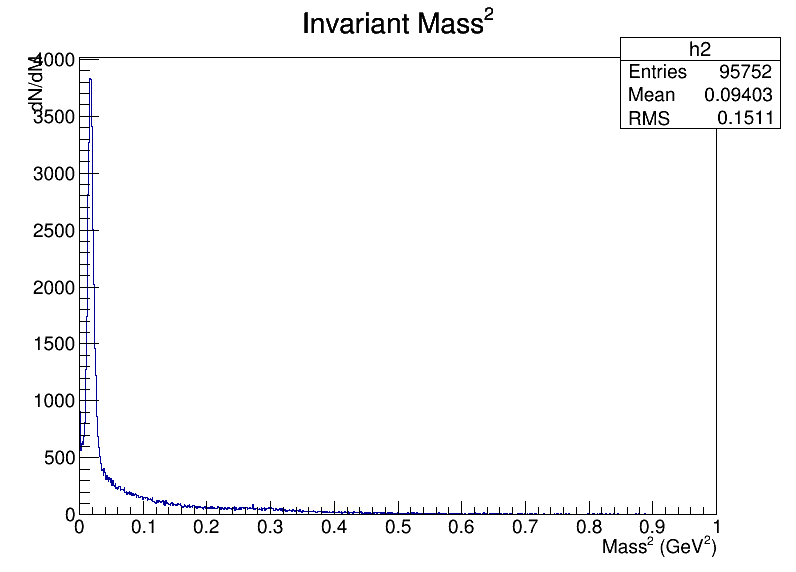 Invariant Mass²
h2
Entries 95752
Mean 0.09403
RMS 0.1511
dN/dM
4000
3500
3000
2500
2000
1500
1000
500
0
0 0.1 0.2 0.3 0.4 0.5 0.6 0.7 0.8 0.9 1
Mass² (GeV²)